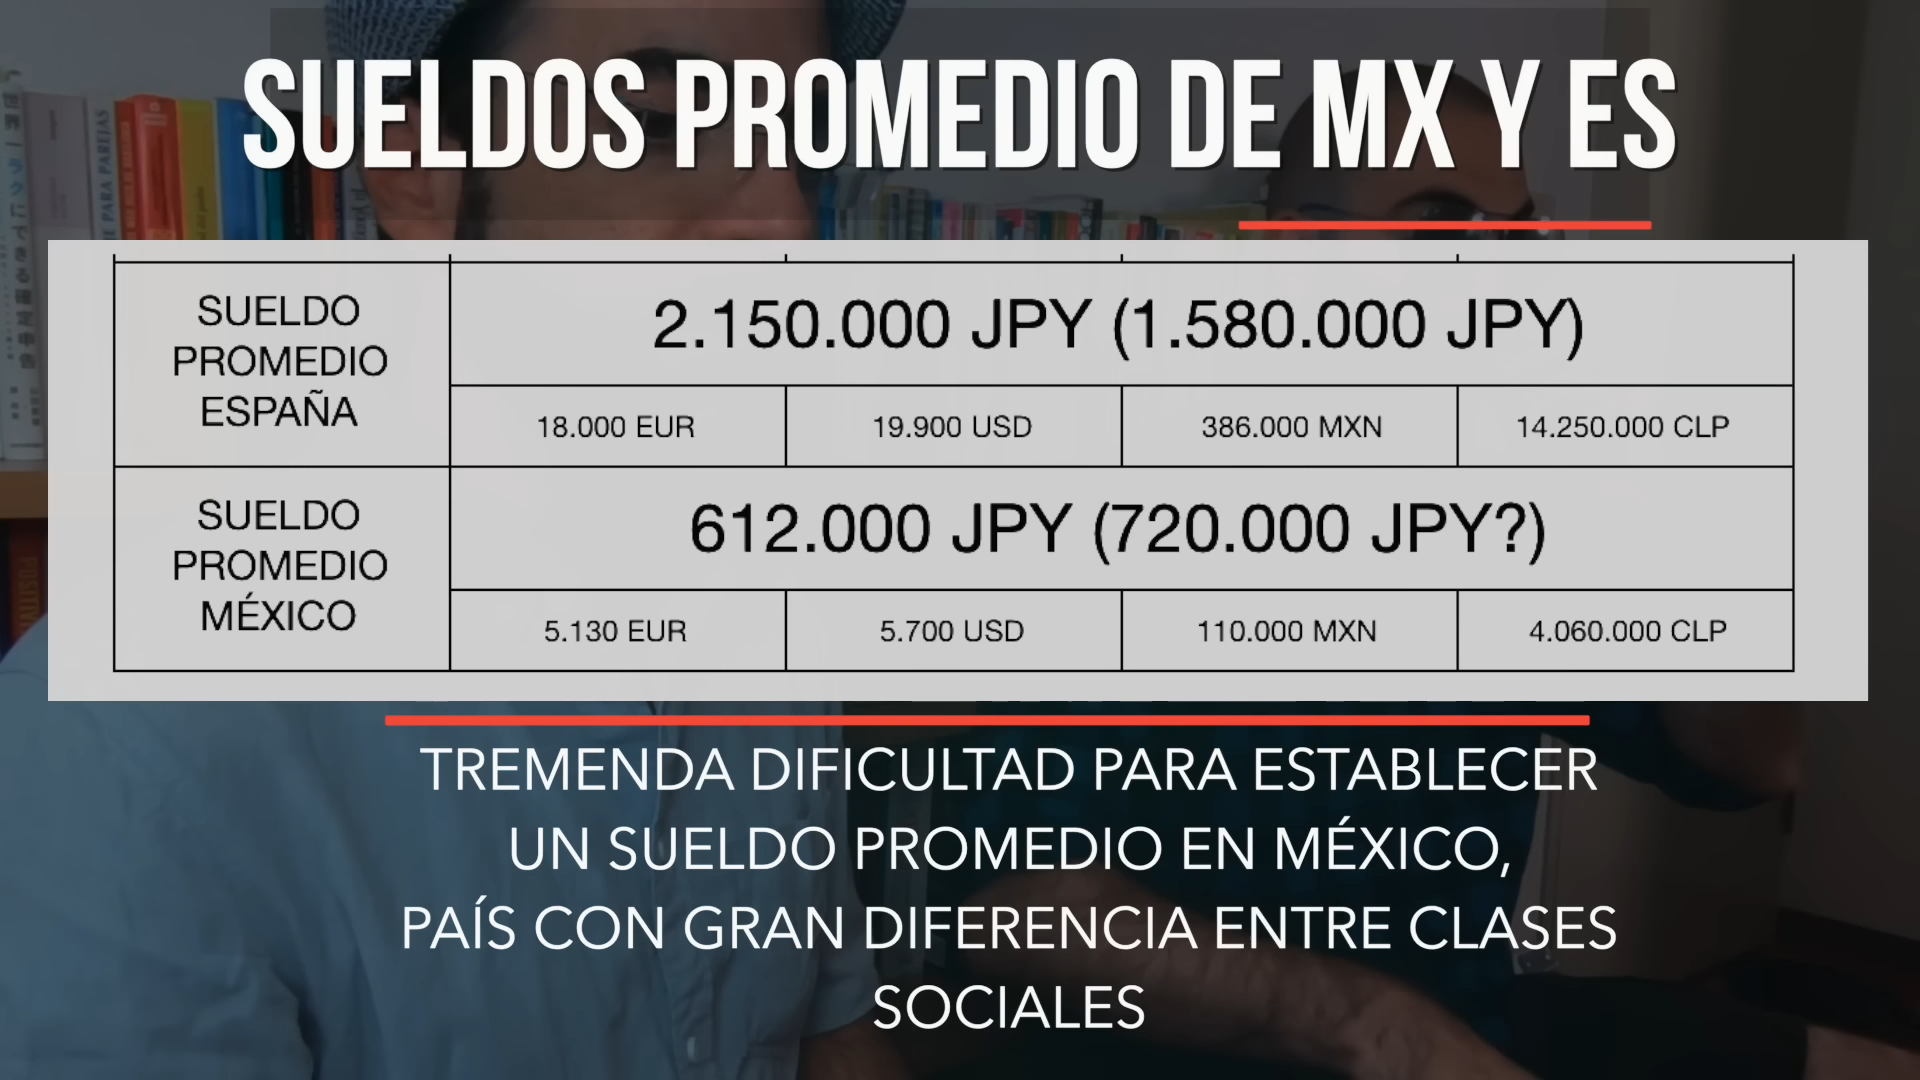 SUELDOS PROMEDIO DE MX Y ES
SUELDO
PROMEDIO
ESPAÑA
2.150.000 JPY (1.580.000 JPY)
18.000 EUR
19.900 USD
386.000 MXN
14.250.000 CLP
SUELDO
PROMEDIO
MÉXICO
612.000 JPY (720.000 JPY?)
5.130 EUR
5.700 USD
110.000 MXN
4.060.000 CLP
TREMENDA DIFICULTAD PARA ESTABLECER
UN SUELDO PROMEDIO EN MÉXICO,
PAÍS CON GRAN DIFERENCIA ENTRE CLASES
SOCIALES
PARA PAREJAS